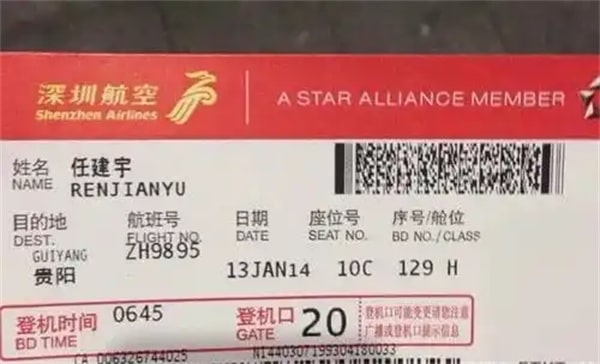 深圳航空 A STAR ALLIANCE MEMBER
Shenzhen Airlines
姓名 任建宇
NAME RENJIANYU
目的地 航班号 日期 座位号 序号/舱位
DEST. FLIGHT NO. DATE SEAT NO. BD NO./CLASS
GUIYANG ZH9895
贵阳 13JAN14 10C 129 H
登机时间 0645 登机口 20 登机口可能变更请您注意
BD TIME GATE 广播或登机口提示信息